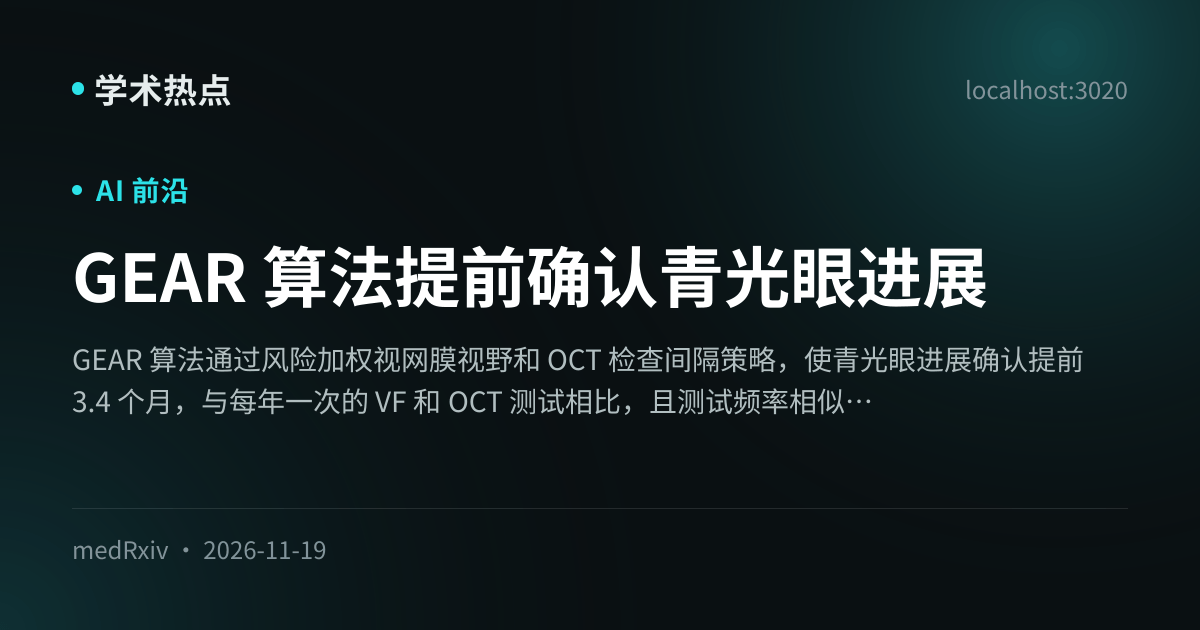 学术热点
localhost:3020
AI 前沿
GEAR 算法提前确认青光眼进展
GEAR 算法通过风险加权视网膜视野和 OCT 检查间隔策略，使青光眼进展确认提前
3.4 个月，与每年一次的 VF 和 OCT 测试相比，且测试频率相似…
medRxiv · 2026-11-19